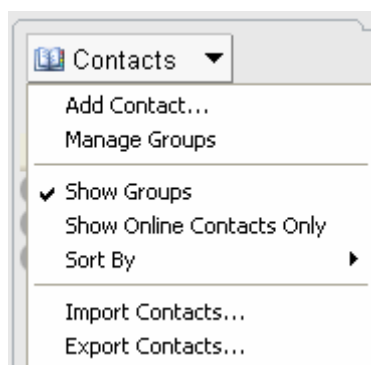 Contacts
Add Contact...
Manage Groups
Show Groups
Show Online Contacts Only
Sort By
Import Contacts...
Export Contacts...